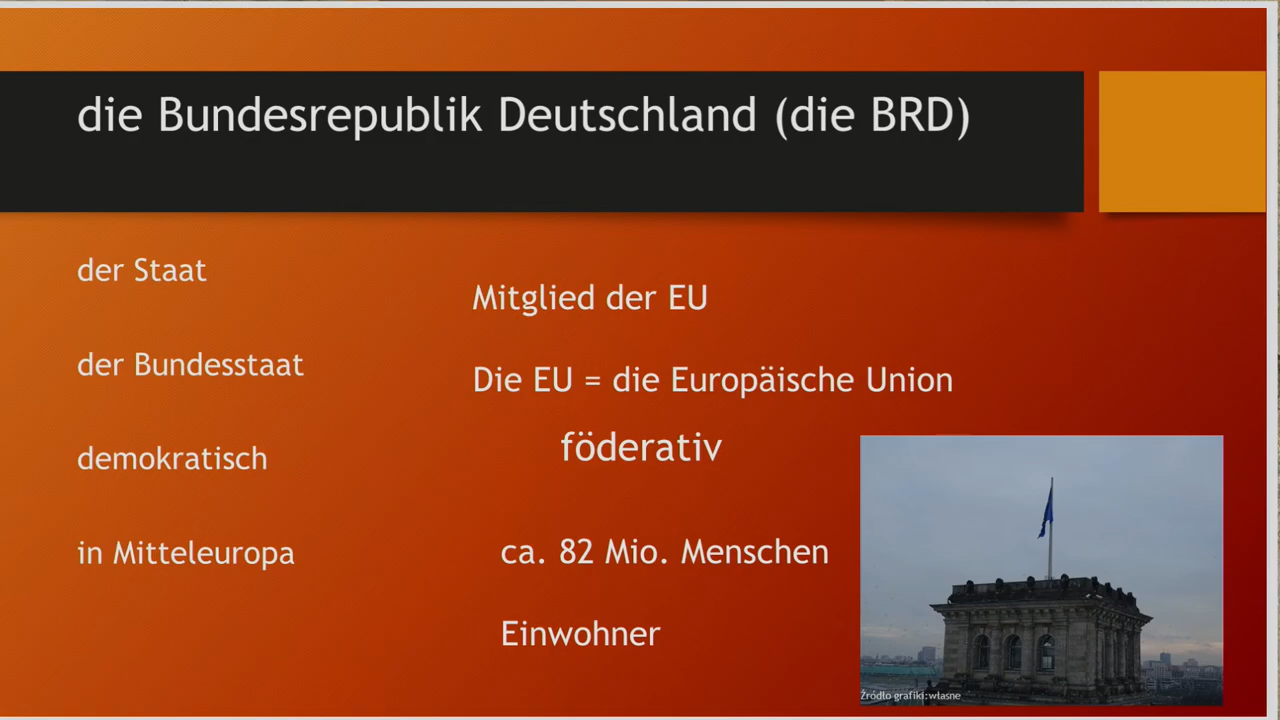 die Bundesrepublik Deutschland (die BRD)
der Staat
der Bundesstaat
demokratisch
in Mitteleuropa
Mitglied der EU
Die EU = die Europäische Union
föderativ
ca. 82 Mio. Menschen
Einwohner
Źródło grafiki:własne